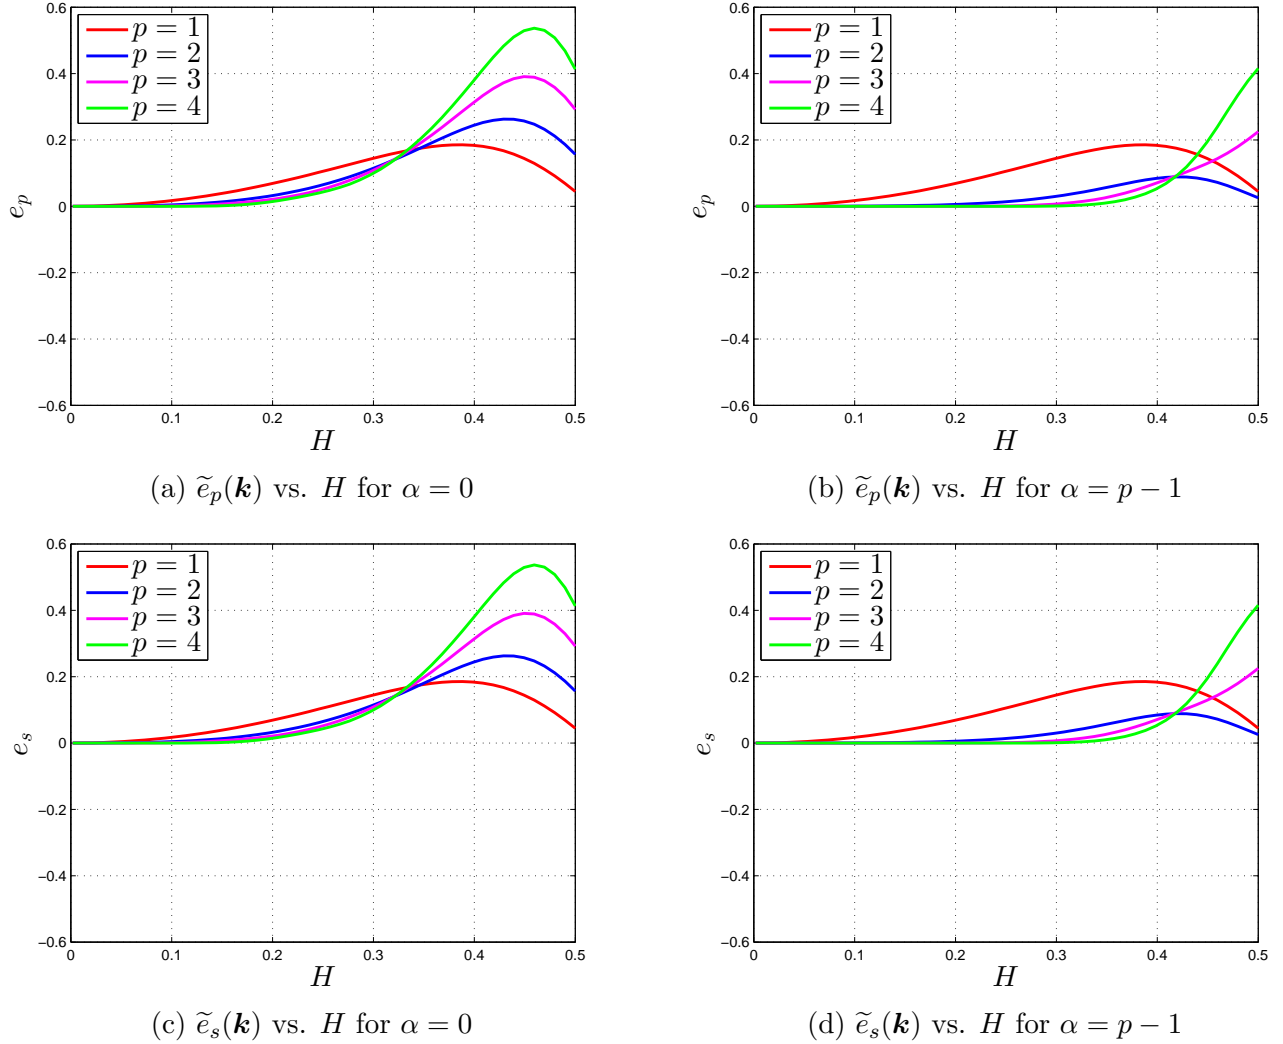 0.6
0.4
0.2
0
−0.2
−0.4
−0.6
e_p
p = 1
p = 2
p = 3
p = 4
0 0.1 0.2 0.3 0.4 0.5
H
(a) ẽ_p(k) vs. H for α = 0
0.6
0.4
0.2
0
−0.2
−0.4
−0.6
e_p
p = 1
p = 2
p = 3
p = 4
0 0.1 0.2 0.3 0.4 0.5
H
(b) ẽ_p(k) vs. H for α = p − 1
0.6
0.4
0.2
0
−0.2
−0.4
−0.6
e_s
p = 1
p = 2
p = 3
p = 4
0 0.1 0.2 0.3 0.4 0.5
H
(c) ẽ_s(k) vs. H for α = 0
0.6
0.4
0.2
0
−0.2
−0.4
−0.6
e_s
p = 1
p = 2
p = 3
p = 4
0 0.1 0.2 0.3 0.4 0.5
H
(d) ẽ_s(k) vs. H for α = p − 1